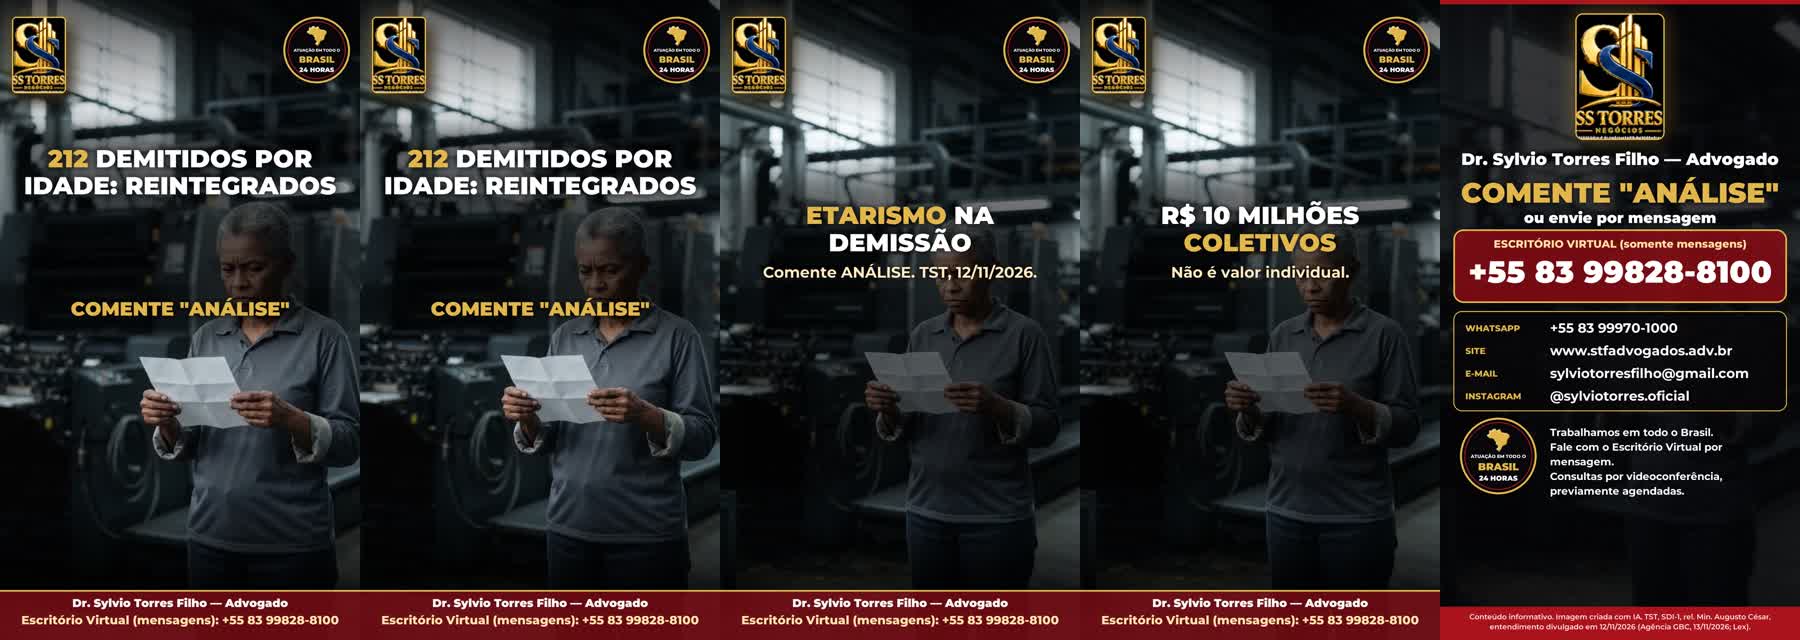 SS TORRES
NEGÓCIOS
ATUAÇÃO EM TODO O
BRASIL
24 HORAS
212 DEMITIDOS POR
IDADE: REINTEGRADOS
COMENTE "ANÁLISE"
Dr. Sylvio Torres Filho — Advogado
Escritório Virtual (mensagens): +55 83 99828-8100
SS TORRES
NEGÓCIOS
ATUAÇÃO EM TODO O
BRASIL
24 HORAS
212 DEMITIDOS POR
IDADE: REINTEGRADOS
COMENTE "ANÁLISE"
Dr. Sylvio Torres Filho — Advogado
Escritório Virtual (mensagens): +55 83 99828-8100
SS TORRES
NEGÓCIOS
ATUAÇÃO EM TODO O
BRASIL
24 HORAS
ETARISMO NA
DEMISSÃO
Comente ANÁLISE. TST, 12/11/2026.
Dr. Sylvio Torres Filho — Advogado
Escritório Virtual (mensagens): +55 83 99828-8100
SS TORRES
NEGÓCIOS
ATUAÇÃO EM TODO O
BRASIL
24 HORAS
R$ 10 MILHÕES
COLETIVOS
Não é valor individual.
Dr. Sylvio Torres Filho — Advogado
Escritório Virtual (mensagens): +55 83 99828-8100
SS TORRES
NEGÓCIOS
Dr. Sylvio Torres Filho — Advogado
COMENTE "ANÁLISE"
ou envie por mensagem
ESCRITÓRIO VIRTUAL (somente mensagens)
+55 83 99828-8100
WHATSAPP +55 83 99970-1000
SITE www.stfadvogados.adv.br
E-MAIL sylviotorresfilho@gmail.com
INSTAGRAM @sylviotorres.oficial
ATUAÇÃO EM TODO O
BRASIL
24 HORAS
Trabalhamos em todo o Brasil.
Fale com o Escritório Virtual por
mensagem.
Consultas por videoconferência,
previamente agendadas.
Conteúdo informativo. Imagem criada com IA. TST, SDI-1, rel. Min. Augusto César,
entendimento divulgado em 12/11/2026 (Agência GBC, 13/11/2026; Lex).